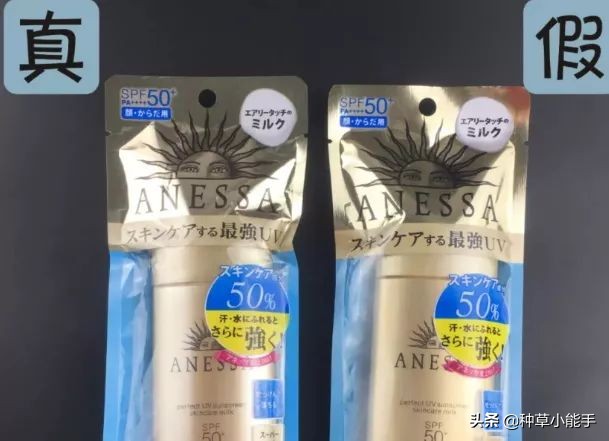 真
假
SPF50+
PA++++
顔・からだ用
エアリータッチの
ミルク
ANESSA
スキンケアする最強UV
スキンケア
50%
汗・水にふれると
さらに強く!
ANESSA
perfect UV sunscreen
skincare milk
SPF
50+
スーパー
SPF50+
PA++++
顔・からだ用
エアリータッチの
ミルク
ANESSA
スキンケアする最強UV
スキンケア
50%
汗・水にふれると
さらに強く!
ANESSA
perfect UV sunscreen
skincare milk
SPF
50+
头条 @种草小能手